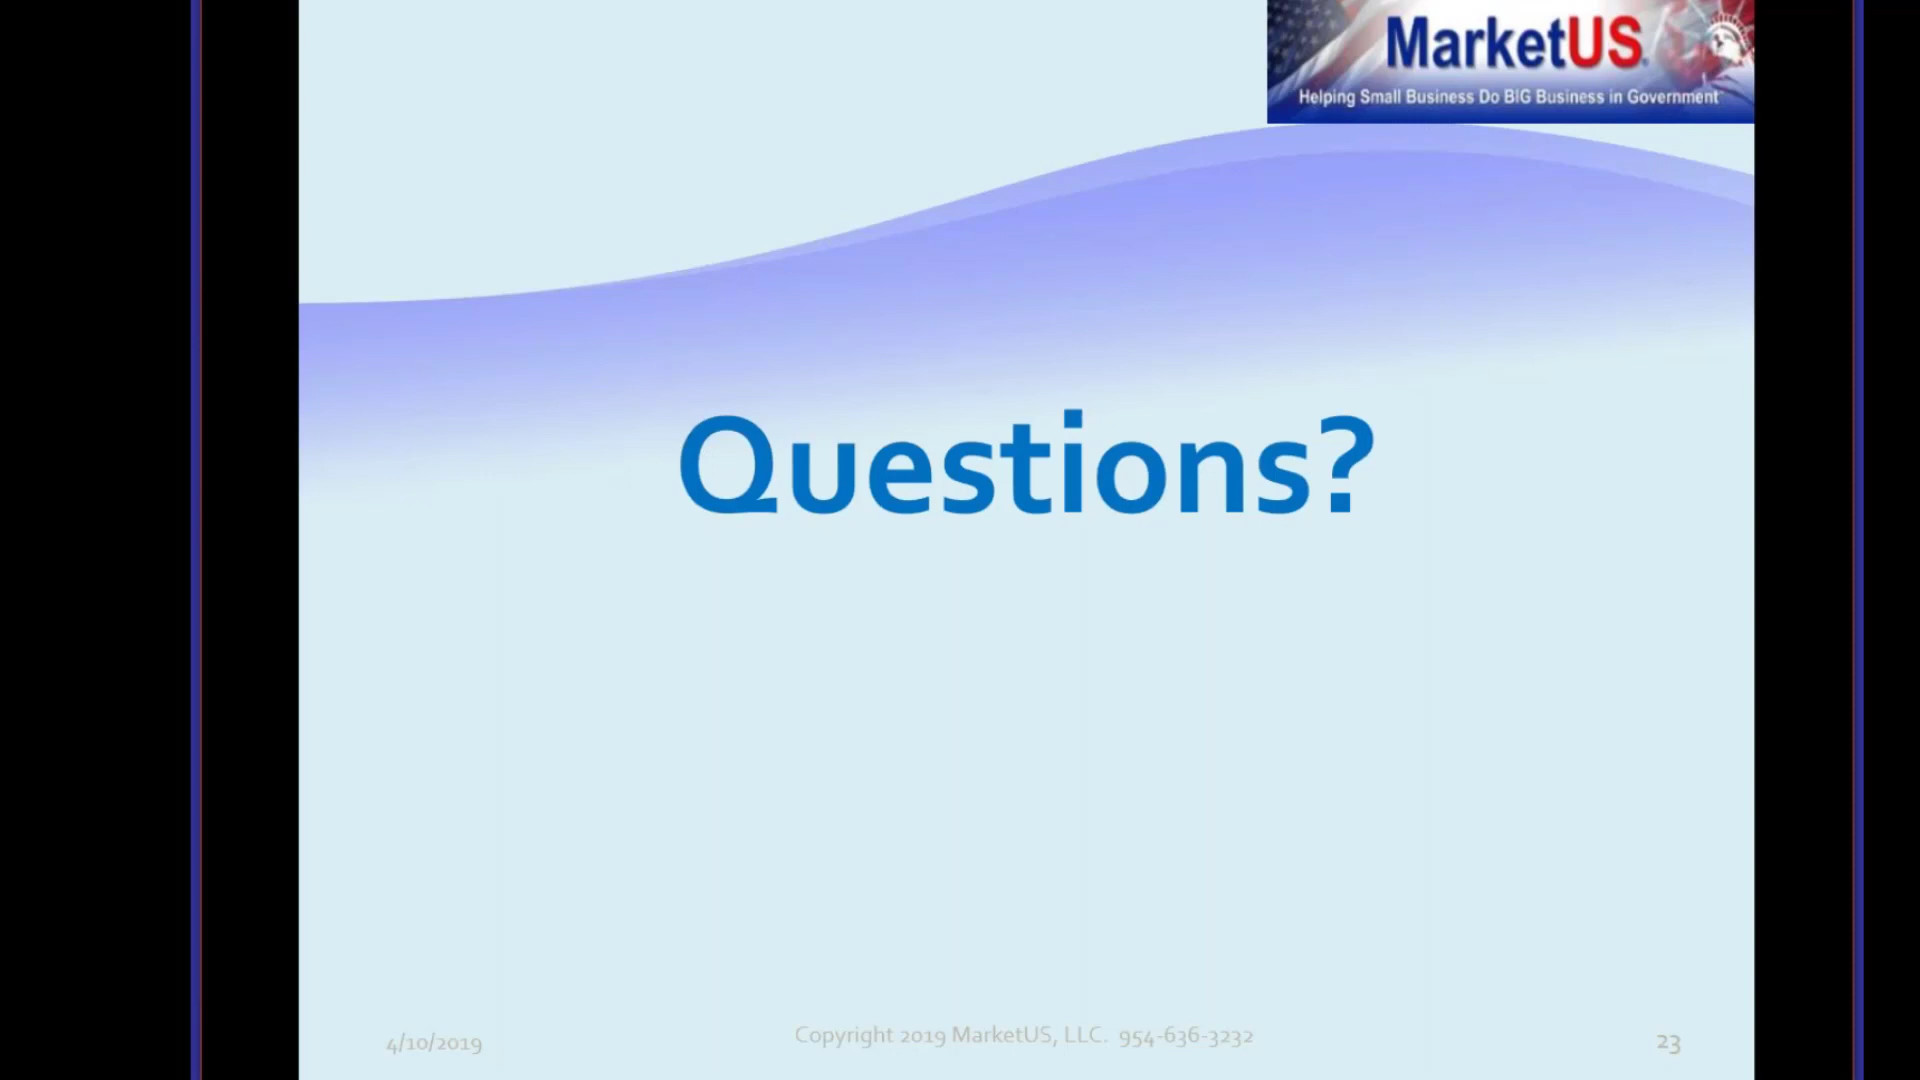 MarketUS
Helping Small Business Do BIG Business in Government
Questions?
4/10/2019
Copyright 2019 MarketUS, LLC. 954-636-3232
23